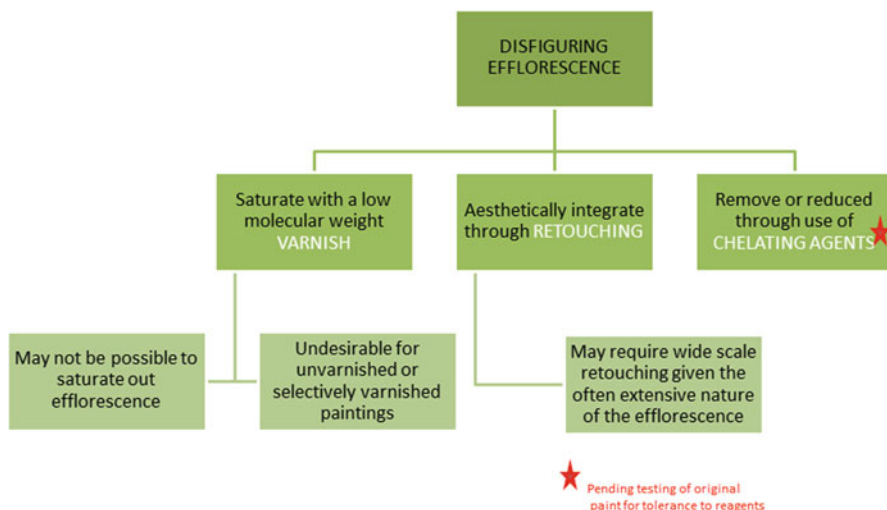 DISFIGURING
EFFLORESCENCE
Saturate with a low
molecular weight
VARNISH
Aesthetically integrate
through RETOUCHING
Remove or reduced
through use of
CHELATING AGENTS
May not be possible to
saturate out
efflorescence
Undesirable for
unvarnished or
selectively varnished
paintings
May require wide scale
retouching given the
often extensive nature
of the efflorescence
Pending testing of original
paint for tolerance to reagents